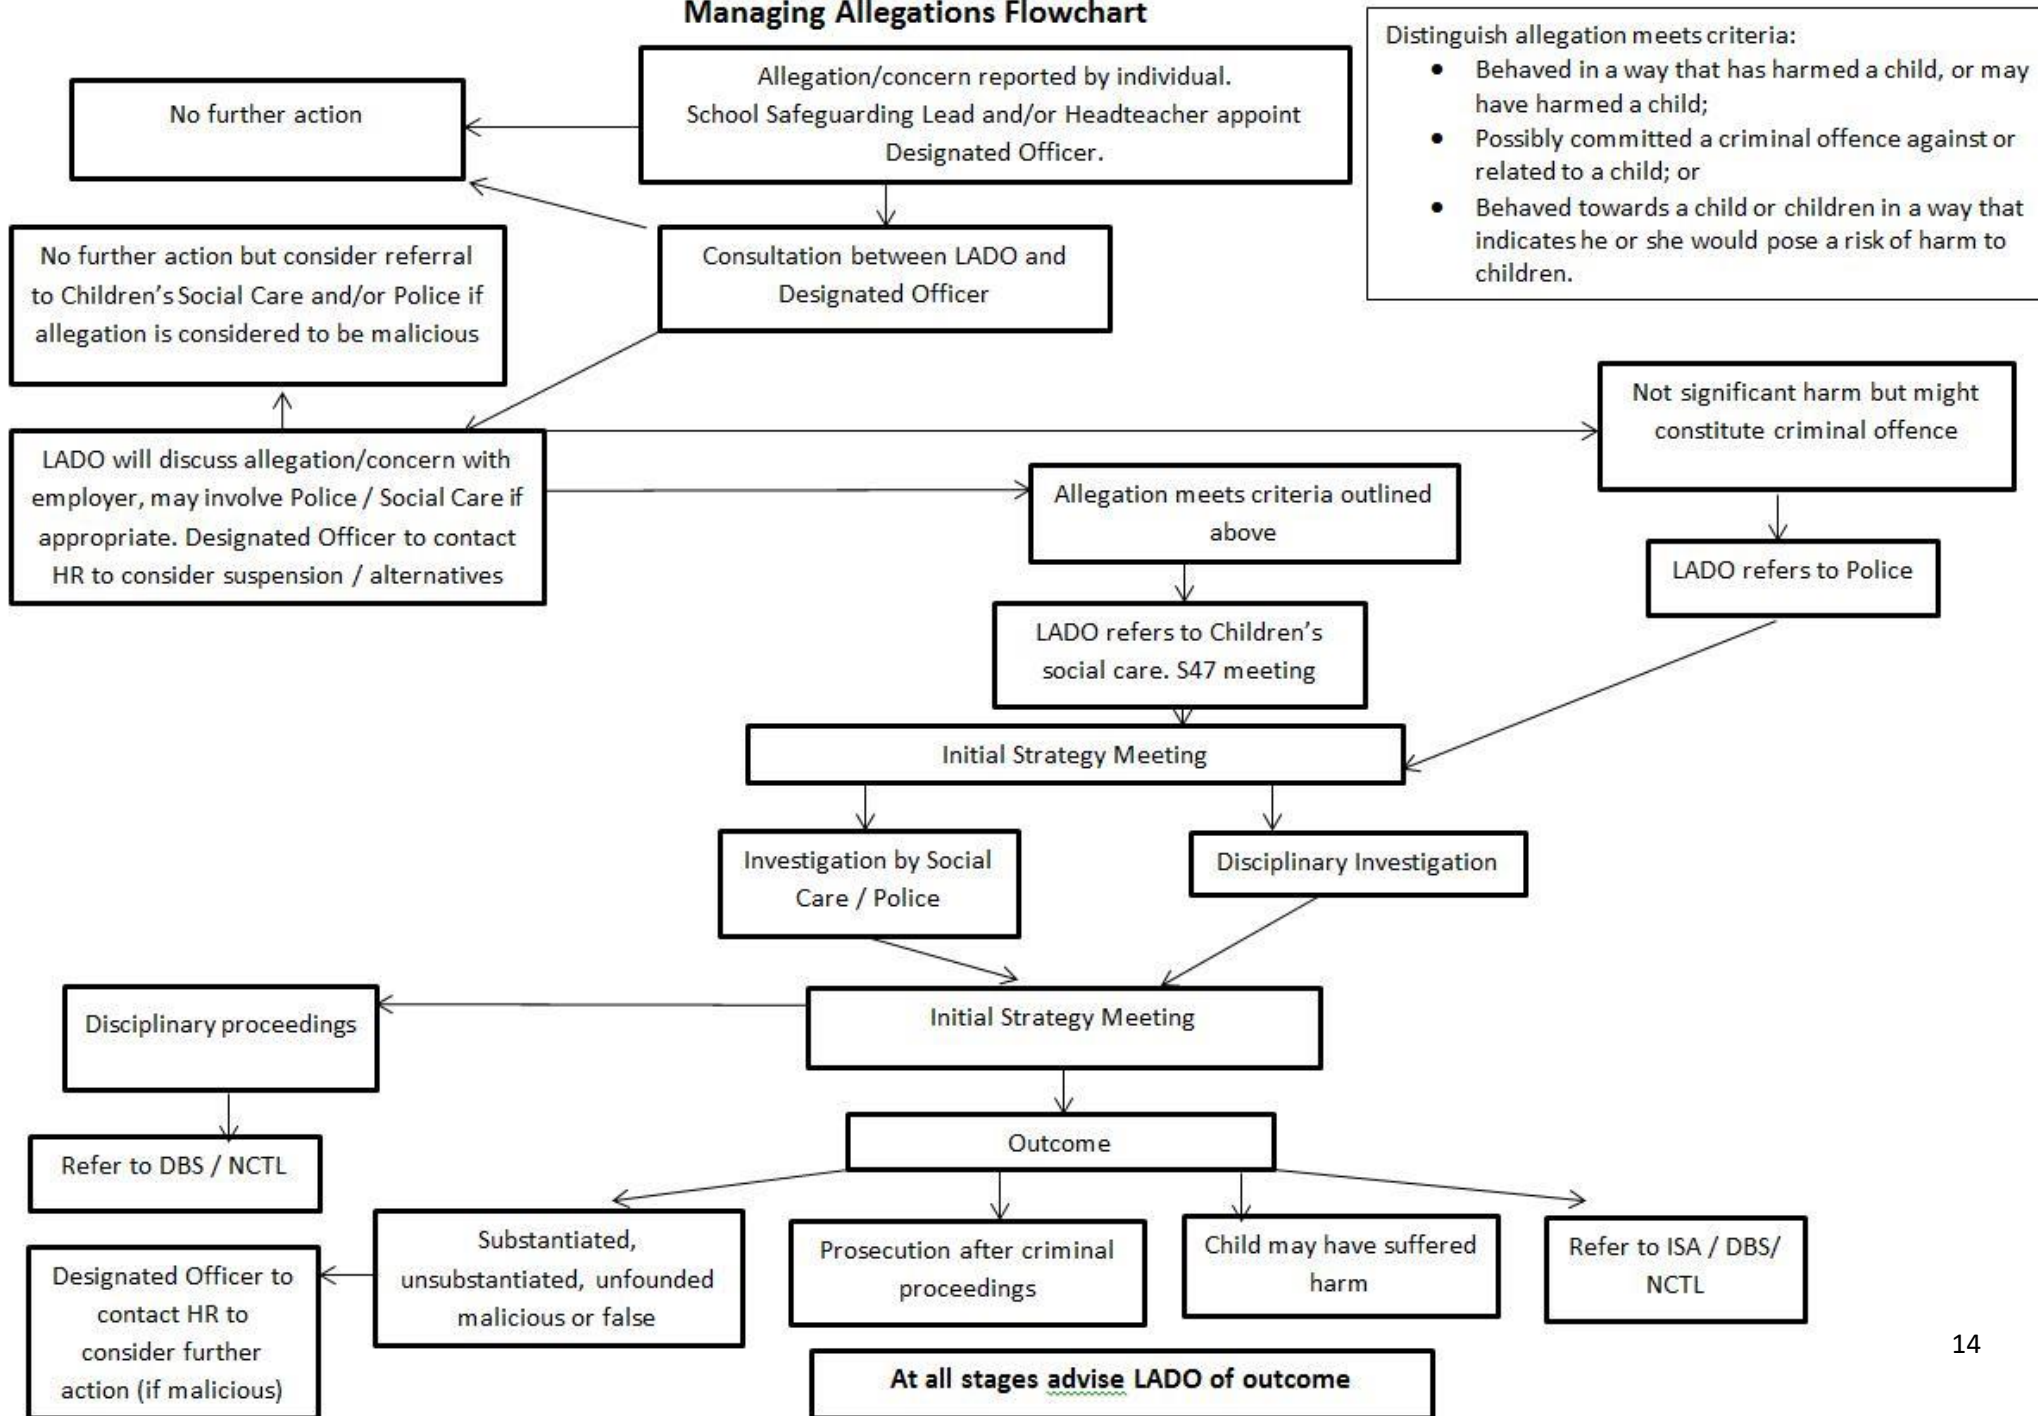 Managing Allegations Flowchart
Distinguish allegation meets criteria:
• Behaved in a way that has harmed a child, or may
have harmed a child;
• Possibly committed a criminal offence against or
related to a child; or
• Behaved towards a child or children in a way that
indicates he or she would pose a risk of harm to
children.
Allegation/concern reported by individual.
School Safeguarding Lead and/or Headteacher appoint
Designated Officer.
No further action
Consultation between LADO and
Designated Officer
No further action but consider referral
to Children's Social Care and/or Police if
allegation is considered to be malicious
LADO will discuss allegation/concern with
employer, may involve Police / Social Care if
appropriate. Designated Officer to contact
HR to consider suspension / alternatives
Not significant harm but might
constitute criminal offence
Allegation meets criteria outlined
above
LADO refers to Police
LADO refers to Children's
social care. S47 meeting
Initial Strategy Meeting
Investigation by Social
Care / Police
Disciplinary Investigation
Initial Strategy Meeting
Disciplinary proceedings
Refer to DBS / NCTL
Outcome
Substantiated,
unsubstantiated, unfounded
malicious or false
Prosecution after criminal
proceedings
Child may have suffered
harm
Refer to ISA / DBS/
NCTL
Designated Officer to
contact HR to
consider further
action (if malicious)
At all stages advise LADO of outcome
14